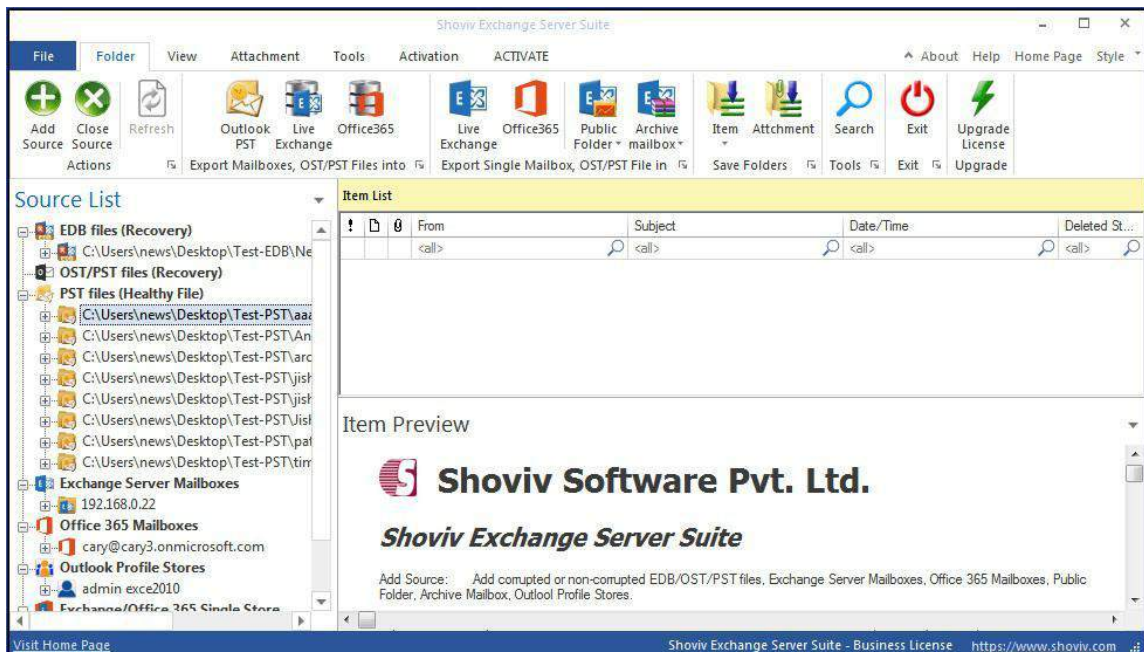 Shoviv Exchange Server Suite
File Folder View Attachment Tools Activation ACTIVATE About Help Home Page Style
Add Source Close Source Refresh Outlook PST Live Exchange Office365 Live Exchange Office365 Public Folder Archive mailbox Item Attchment Search Exit Upgrade License
Actions Export Mailboxes, OST/PST Files into Export Single Mailbox, OST/PST File in Save Folders Tools Exit Upgrade
Source List
EDB files (Recovery)
C:\Users\news\Desktop\Test-EDB\Ne
OST/PST files (Recovery)
PST files (Healthy File)
C:\Users\news\Desktop\Test-PST\aaa
C:\Users\news\Desktop\Test-PST\An
C:\Users\news\Desktop\Test-PST\arc
C:\Users\news\Desktop\Test-PST\jish
C:\Users\news\Desktop\Test-PST\jish
C:\Users\news\Desktop\Test-PST\Jish
C:\Users\news\Desktop\Test-PST\pat
C:\Users\news\Desktop\Test-PST\tim
Exchange Server Mailboxes
192.168.0.22
Office 365 Mailboxes
cary@cary3.onmicrosoft.com
Outlook Profile Stores
admin exce2010
Exchange/Office 365 Single Store
Item List
! From Subject Date/Time Deleted St...
<all> <all> <all> <all>
Item Preview
Shoviv Software Pvt. Ltd.
Shoviv Exchange Server Suite
Add Source: Add corrupted or non-corrupted EDB/OST/PST files, Exchange Server Mailboxes, Office 365 Mailboxes, Public
Folder, Archive Mailbox, Outlool Profile Stores.
Visit Home Page Shoviv Exchange Server Suite - Business License https://www.shoviv.com